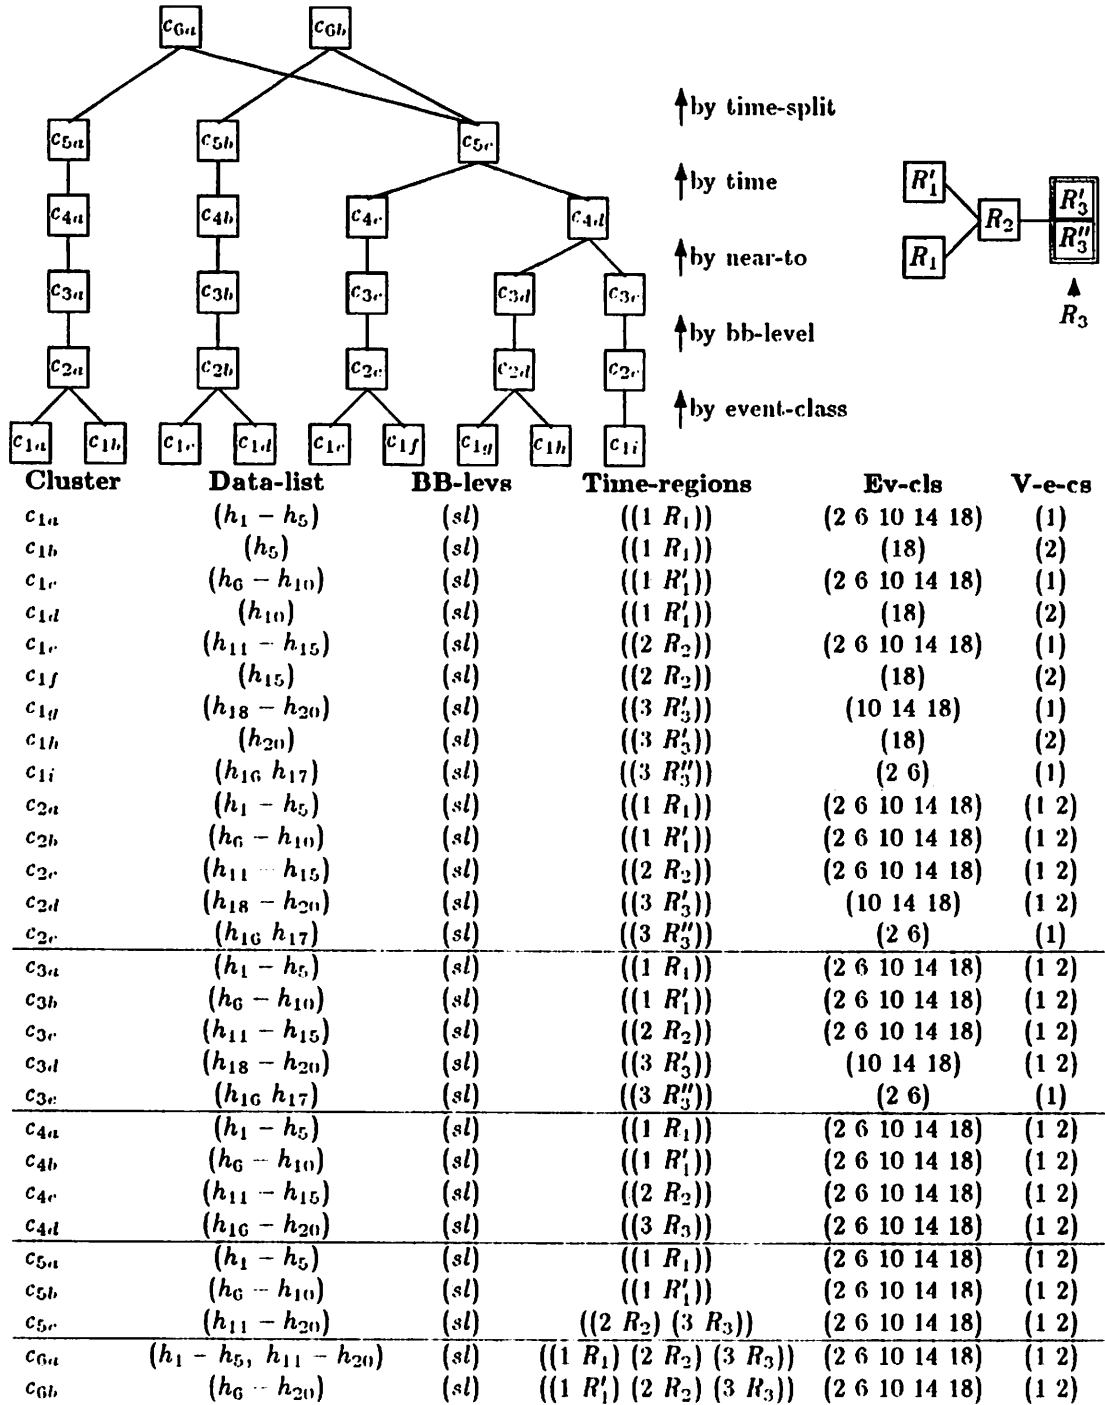 c6a c6b
by time-split
c5a c5b c5c
by time
R'1 R'3
c4a c4b c4c c4d R2
R''3
by near-to R1
c3a c3b c3c c3d c3e
R3
by bb-level
c2a c2b c2c c2d c2e
by event-class
c1a c1b c1c c1d c1e c1f c1g c1h c1i
Cluster Data-list BB-levs Time-regions Ev-cls V-e-cs
c1a (h1 – h5) (sl) ((1 R1)) (2 6 10 14 18) (1)
c1b (h5) (sl) ((1 R1)) (18) (2)
c1c (h6 – h10) (sl) ((1 R'1)) (2 6 10 14 18) (1)
c1d (h10) (sl) ((1 R'1)) (18) (2)
c1e (h11 – h15) (sl) ((2 R2)) (2 6 10 14 18) (1)
c1f (h15) (sl) ((2 R2)) (18) (2)
c1g (h18 – h20) (sl) ((3 R'3)) (10 14 18) (1)
c1h (h20) (sl) ((3 R'3)) (18) (2)
c1i (h16 h17) (sl) ((3 R''3)) (2 6) (1)
c2a (h1 – h5) (sl) ((1 R1)) (2 6 10 14 18) (1 2)
c2b (h6 – h10) (sl) ((1 R'1)) (2 6 10 14 18) (1 2)
c2c (h11 – h15) (sl) ((2 R2)) (2 6 10 14 18) (1 2)
c2d (h18 – h20) (sl) ((3 R'3)) (10 14 18) (1 2)
c2e (h16 h17) (sl) ((3 R''3)) (2 6) (1)
c3a (h1 – h5) (sl) ((1 R1)) (2 6 10 14 18) (1 2)
c3b (h6 – h10) (sl) ((1 R'1)) (2 6 10 14 18) (1 2)
c3c (h11 – h15) (sl) ((2 R2)) (2 6 10 14 18) (1 2)
c3d (h18 – h20) (sl) ((3 R'3)) (10 14 18) (1 2)
c3e (h16 h17) (sl) ((3 R''3)) (2 6) (1)
c4a (h1 – h5) (sl) ((1 R1)) (2 6 10 14 18) (1 2)
c4b (h6 – h10) (sl) ((1 R'1)) (2 6 10 14 18) (1 2)
c4c (h11 – h15) (sl) ((2 R2)) (2 6 10 14 18) (1 2)
c4d (h16 – h20) (sl) ((3 R3)) (2 6 10 14 18) (1 2)
c5a (h1 – h5) (sl) ((1 R1)) (2 6 10 14 18) (1 2)
c5b (h6 – h10) (sl) ((1 R'1)) (2 6 10 14 18) (1 2)
c5c (h11 – h20) (sl) ((2 R2) (3 R3)) (2 6 10 14 18) (1 2)
c6a (h1 – h5, h11 – h20) (sl) ((1 R1) (2 R2) (3 R3)) (2 6 10 14 18) (1 2)
c6b (h6 – h20) (sl) ((1 R'1) (2 R2) (3 R3)) (2 6 10 14 18) (1 2)